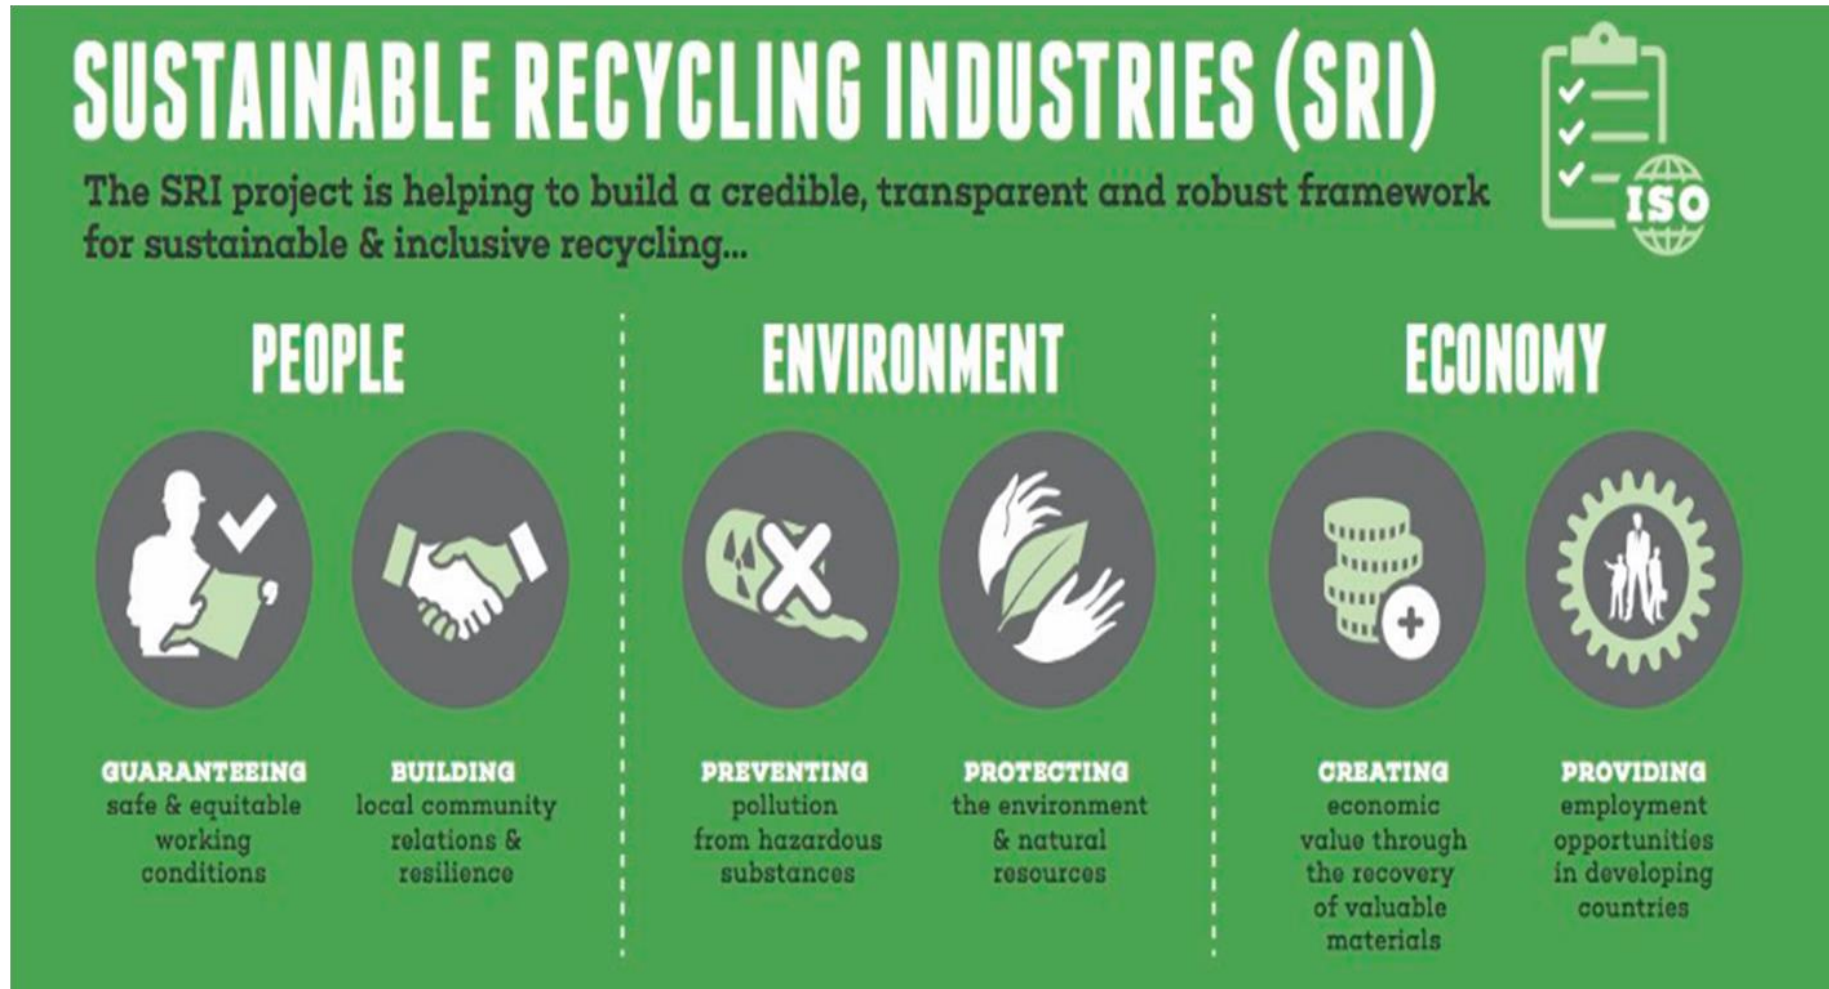 SUSTAINABLE RECYCLING INDUSTRIES (SRI)
The SRI project is helping to build a credible, transparent and robust framework
for sustainable & inclusive recycling...
ISO
PEOPLE
GUARANTEEING
safe & equitable
working
conditions
BUILDING
local community
relations &
resilience
ENVIRONMENT
PREVENTING
pollution
from hazardous
substances
PROTECTING
the environment
& natural
resources
ECONOMY
CREATING
economic
value through
the recovery
of valuable
materials
PROVIDING
employment
opportunities
in developing
countries